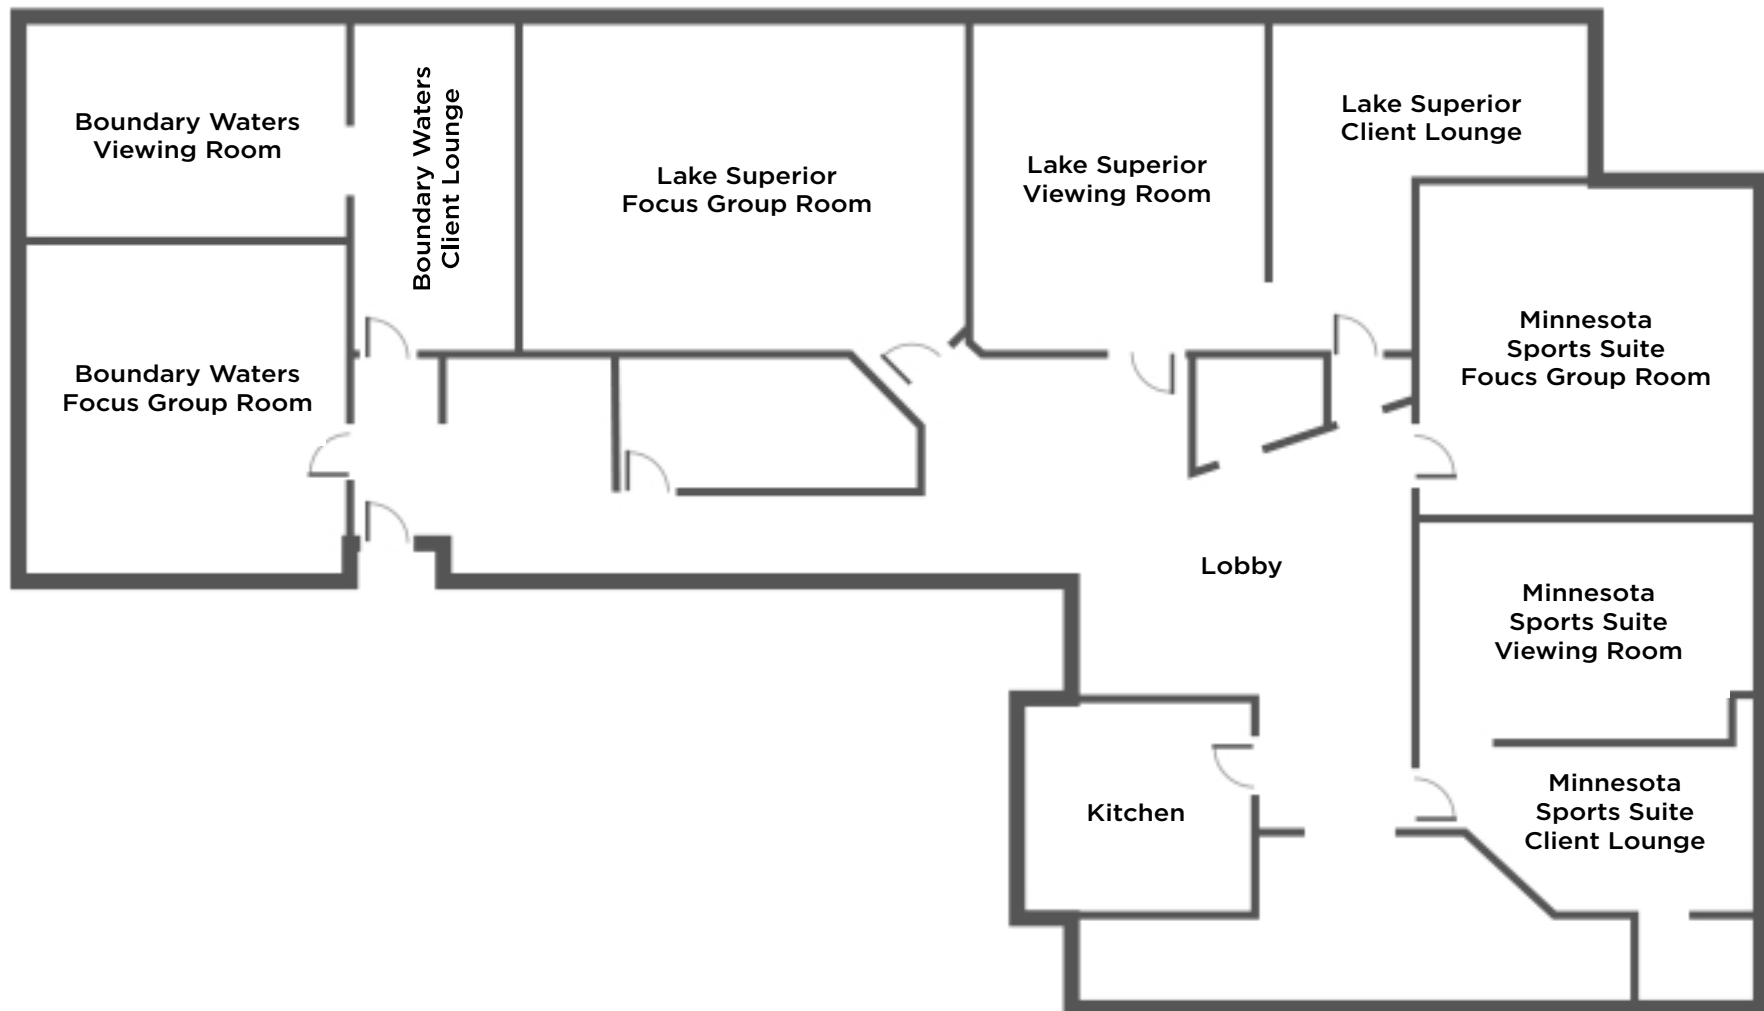 Boundary Waters
Viewing Room
Boundary Waters
Client Lounge
Lake Superior
Focus Group Room
Lake Superior
Viewing Room
Lake Superior
Client Lounge
Boundary Waters
Focus Group Room
Minnesota
Sports Suite
Foucs Group Room
Lobby
Minnesota
Sports Suite
Viewing Room
Kitchen
Minnesota
Sports Suite
Client Lounge